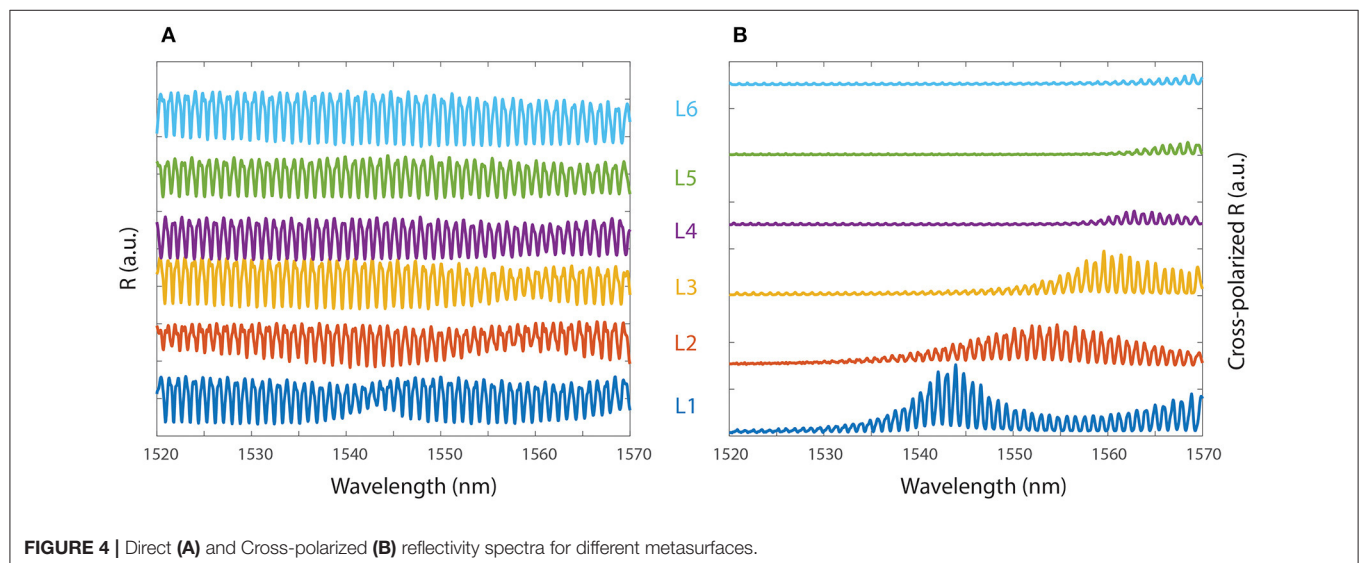 A
B
R (a.u.)
L6
L5
L4
L3
L2
L1
Cross-polarized R (a.u.)
1520 1530 1540 1550 1560 1570
1520 1530 1540 1550 1560 1570
Wavelength (nm)
Wavelength (nm)
FIGURE 4 | Direct (A) and Cross-polarized (B) reflectivity spectra for different metasurfaces.